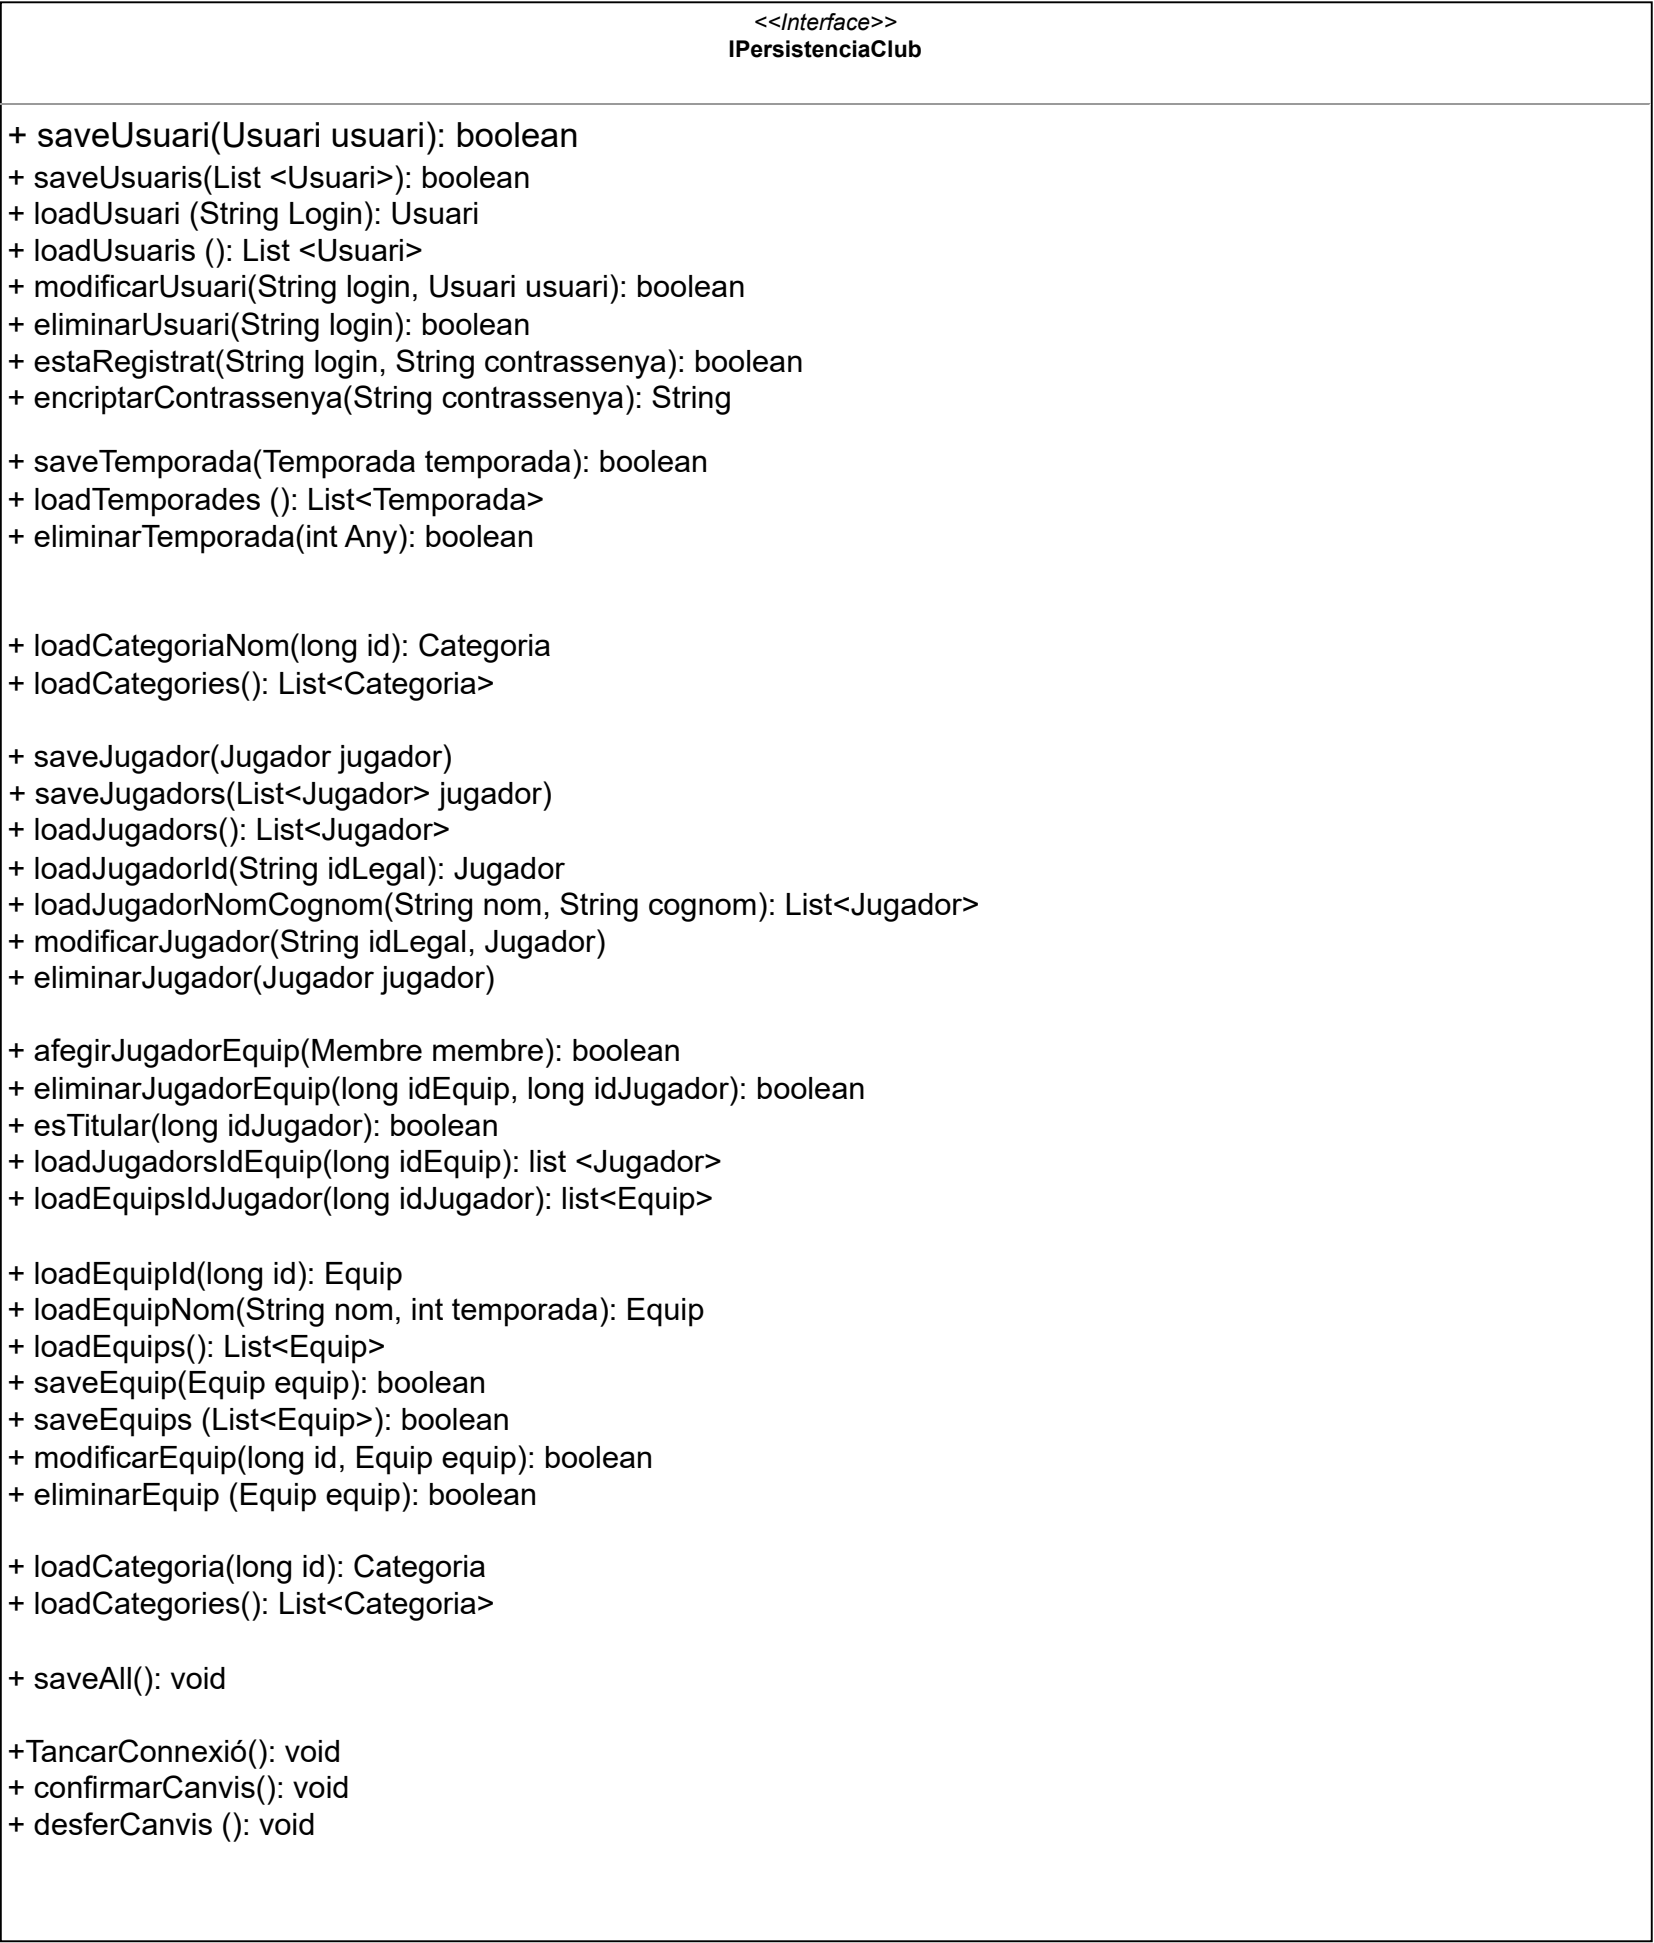 <<Interface>>
IPersistenciaClub
+ saveUsuari(Usuari usuari): boolean
+ saveUsuaris(List <Usuari>): boolean
+ loadUsuari (String Login): Usuari
+ loadUsuaris (): List <Usuari>
+ modificarUsuari(String login, Usuari usuari): boolean
+ eliminarUsuari(String login): boolean
+ estaRegistrat(String login, String contrassenya): boolean
+ encriptarContrassenya(String contrassenya): String
+ saveTemporada(Temporada temporada): boolean
+ loadTemporades (): List<Temporada>
+ eliminarTemporada(int Any): boolean
+ loadCategoriaNom(long id): Categoria
+ loadCategories(): List<Categoria>
+ saveJugador(Jugador jugador)
+ saveJugadors(List<Jugador> jugador)
+ loadJugadors(): List<Jugador>
+ loadJugadorId(String idLegal): Jugador
+ loadJugadorNomCognom(String nom, String cognom): List<Jugador>
+ modificarJugador(String idLegal, Jugador)
+ eliminarJugador(Jugador jugador)
+ afegirJugadorEquip(Membre membre): boolean
+ eliminarJugadorEquip(long idEquip, long idJugador): boolean
+ esTitular(long idJugador): boolean
+ loadJugadorsIdEquip(long idEquip): list <Jugador>
+ loadEquipsIdJugador(long idJugador): list<Equip>
+ loadEquipId(long id): Equip
+ loadEquipNom(String nom, int temporada): Equip
+ loadEquips(): List<Equip>
+ saveEquip(Equip equip): boolean
+ saveEquips (List<Equip>): boolean
+ modificarEquip(long id, Equip equip): boolean
+ eliminarEquip (Equip equip): boolean
+ loadCategoria(long id): Categoria
+ loadCategories(): List<Categoria>
+ saveAll(): void
+TancarConnexió(): void
+ confirmarCanvis(): void
+ desferCanvis (): void